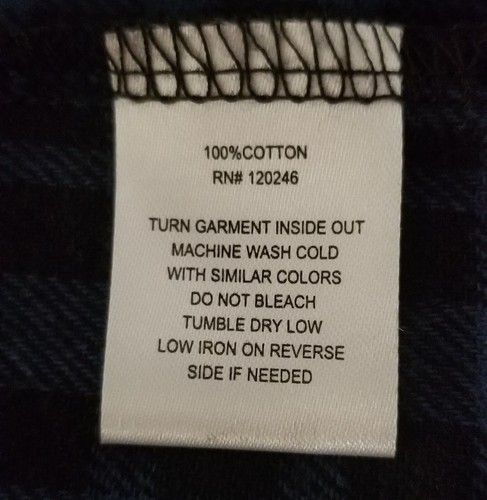 100%COTTON
RN# 120246
TURN GARMENT INSIDE OUT
MACHINE WASH COLD
WITH SIMILAR COLORS
DO NOT BLEACH
TUMBLE DRY LOW
LOW IRON ON REVERSE
SIDE IF NEEDED